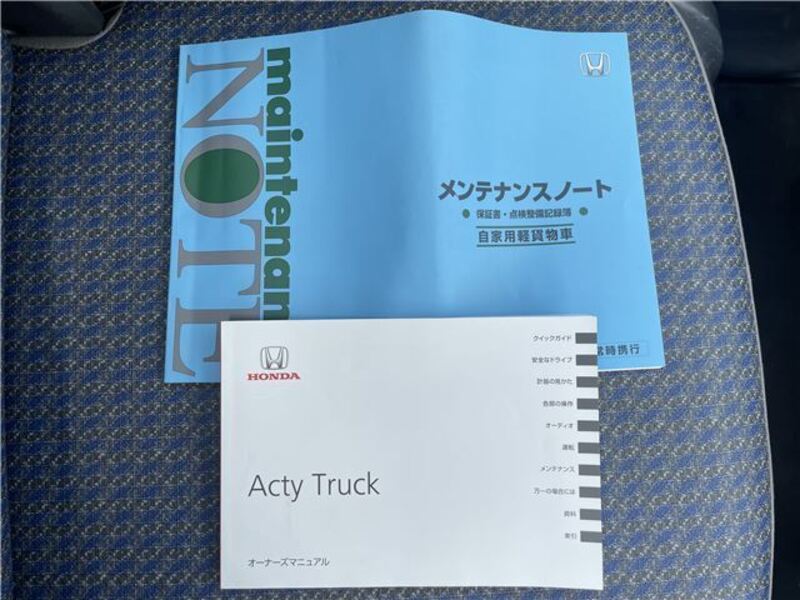 maintenan
NOTE
メンテナンスノート
● 保証書・点検整備記録簿 ●
自家用軽貨物車
常時携行
HONDA
Acty Truck
オーナーズマニュアル
クイックガイド
安全なドライブ
計器の見かた
各部の操作
オーディオ
運転
メンテナンス
万一の場合には
資料
索引